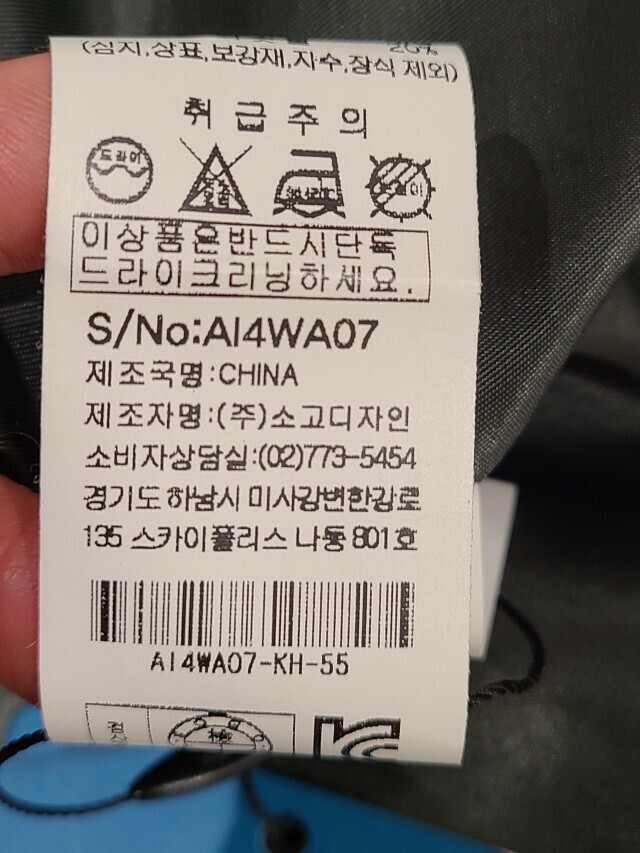 20%
(심지,상표,보강재,자수,장식 제외)
취 급 주 의
드라이
이상품은반드시단독
드라이크리닝하세요.
S/No:AI4WA07
제조국명:CHINA
제조자명:(주)소고디자인
소비자상담실:(02)773-5454
경기도 하남시 미사강변한강로
135 스카이폴리스 나동 801호
AI4WA07-KH-55